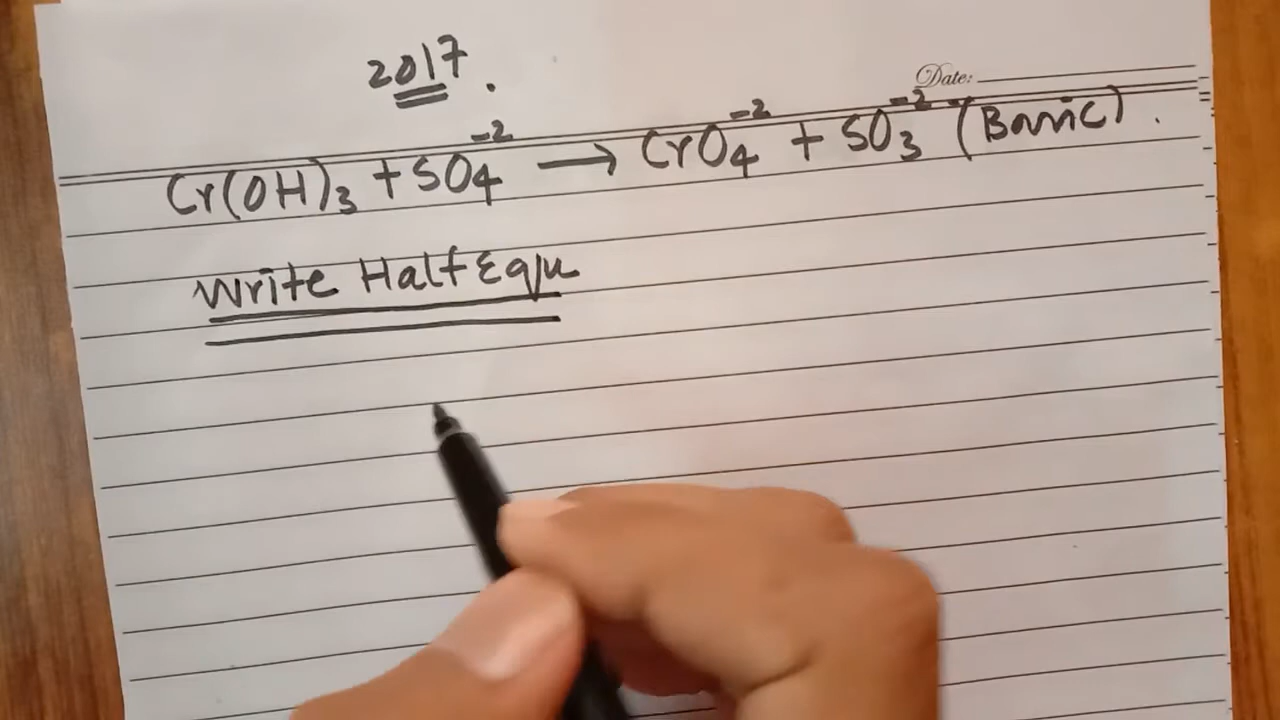 2017.
Date:
Cr(OH)₃ + SO₄⁻² ⟶ CrO₄⁻² + SO₃⁻² (Basic).
Write Half Equ